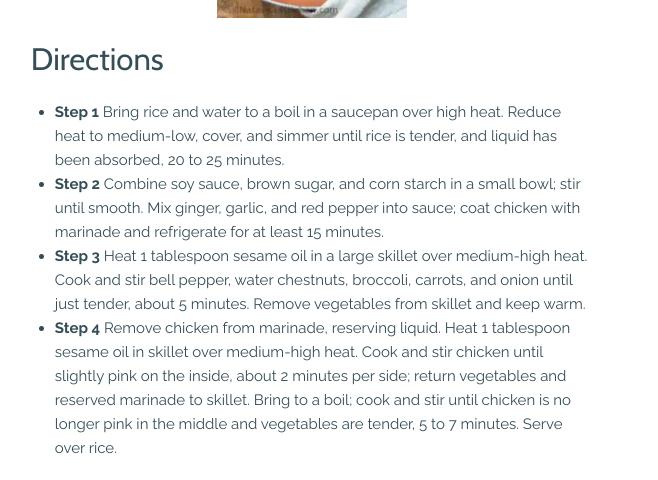 Directions
Step 1 Bring rice and water to a boil in a saucepan over high heat. Reduce
heat to medium-low, cover, and simmer until rice is tender, and liquid has
been absorbed, 20 to 25 minutes.
Step 2 Combine soy sauce, brown sugar, and corn starch in a small bowl; stir
until smooth. Mix ginger, garlic, and red pepper into sauce; coat chicken with
marinade and refrigerate for at least 15 minutes.
Step 3 Heat 1 tablespoon sesame oil in a large skillet over medium-high heat.
Cook and stir bell pepper, water chestnuts, broccoli, carrots, and onion until
just tender, about 5 minutes. Remove vegetables from skillet and keep warm.
Step 4 Remove chicken from marinade, reserving liquid. Heat 1 tablespoon
sesame oil in skillet over medium-high heat. Cook and stir chicken until
slightly pink on the inside, about 2 minutes per side; return vegetables and
reserved marinade to skillet. Bring to a boil; cook and stir until chicken is no
longer pink in the middle and vegetables are tender, 5 to 7 minutes. Serve
over rice.